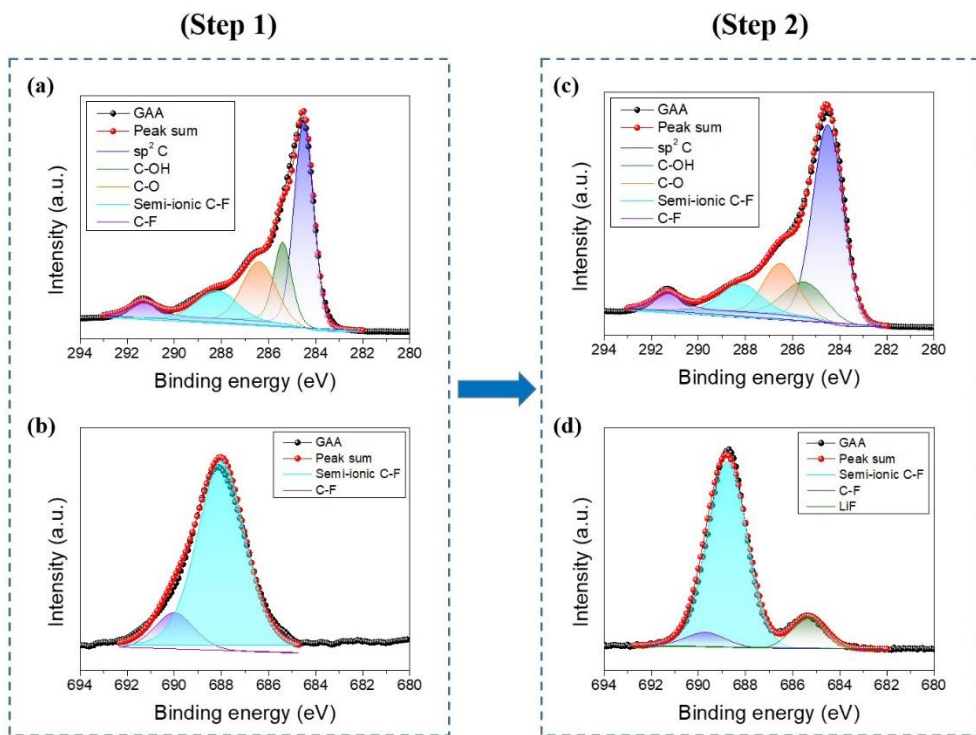 (Step 1)
(Step 2)
(a)
GAA
Peak sum
sp² C
C-OH
C-O
Semi-ionic C-F
C-F
Intensity (a.u.)
294 292 290 288 286 284 282 280
Binding energy (eV)
(c)
GAA
Peak sum
sp² C
C-OH
C-O
Semi-ionic C-F
C-F
Intensity (a.u.)
294 292 290 288 286 284 282 280
Binding energy (eV)
(b)
GAA
Peak sum
Semi-ionic C-F
C-F
Intensity (a.u.)
694 692 690 688 686 684 682 680
Binding energy (eV)
(d)
GAA
Peak sum
Semi-ionic C-F
C-F
LiF
Intensity (a.u.)
694 692 690 688 686 684 682 680
Binding energy (eV)